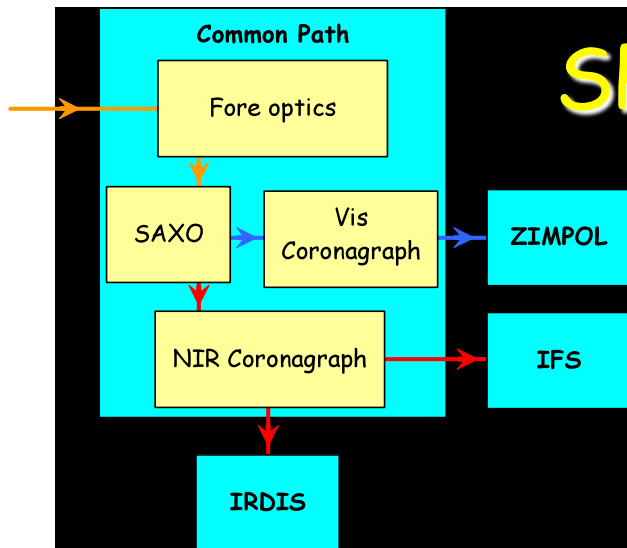 Common Path
Fore optics
SAXO
Vis
Coronagraph
ZIMPOL
NIR Coronagraph
IFS
IRDIS